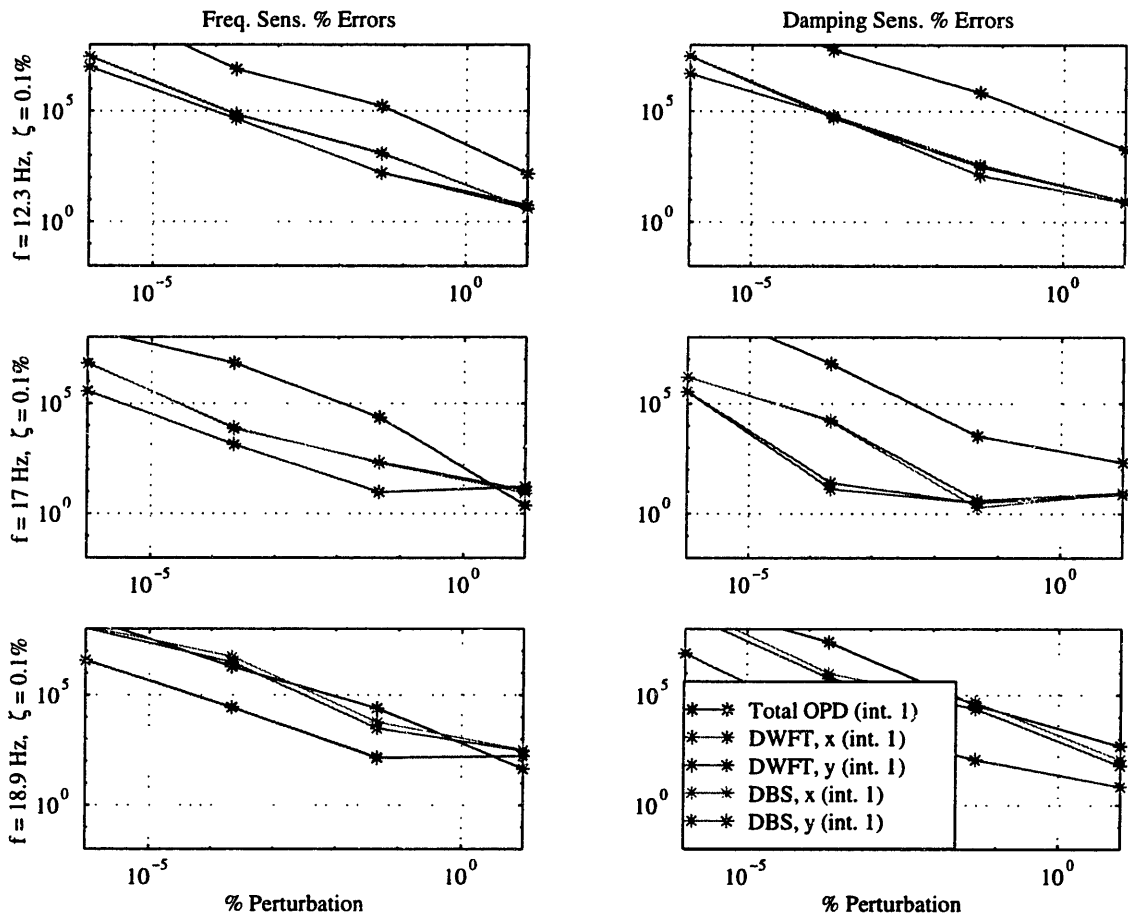 Freq. Sens. % Errors
Damping Sens. % Errors
f = 12.3 Hz, ζ = 0.1%
10^5
10^0
10^-5
10^0
10^5
10^0
10^-5
10^0
f = 17 Hz, ζ = 0.1%
10^5
10^0
10^-5
10^0
10^5
10^0
10^-5
10^0
f = 18.9 Hz, ζ = 0.1%
10^5
10^0
10^-5
10^0
% Perturbation
10^5
10^0
Total OPD (int. 1)
DWFT, x (int. 1)
DWFT, y (int. 1)
DBS, x (int. 1)
DBS, y (int. 1)
10^-5
10^0
% Perturbation